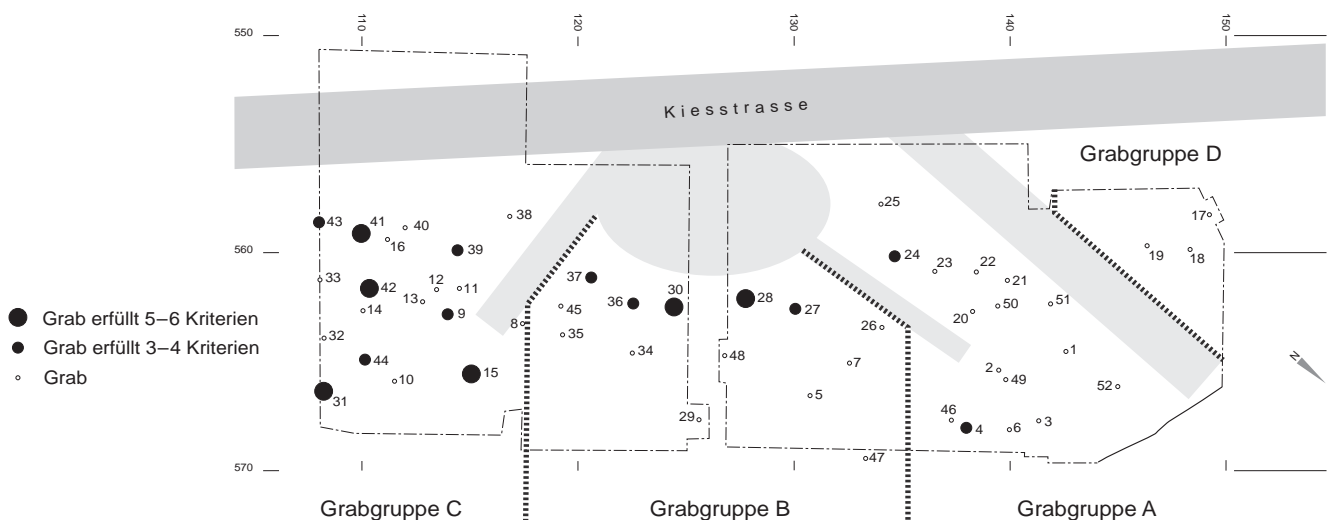 110 120 130 140 150
550
Kiesstrasse
Grabgruppe D
25 17
43 41 40 38
16 39 24 19 18
560
33 37 23 22 21
42 12 11 36 30 28 27 50 51
13 45 20
14 9 8 26
Grab erfüllt 5–6 Kriterien
32 35
Grab erfüllt 3–4 Kriterien
44 34 48 7 1
N
Grab
10 15 2 49 52
31 5
29 46 3
4 6
570
47
Grabgruppe C Grabgruppe B Grabgruppe A